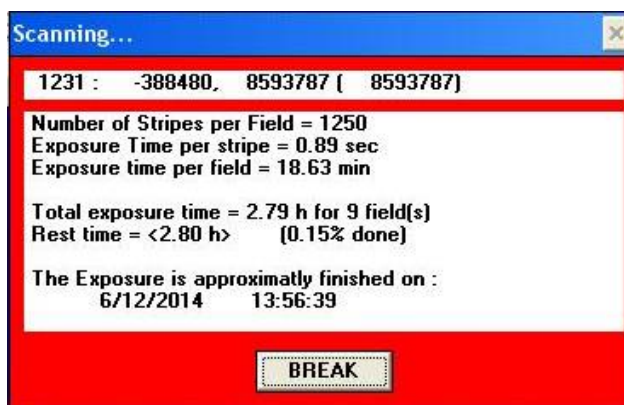 Scanning...
1231 : -388480, 8593787 ( 8593787)
Number of Stripes per Field = 1250
Exposure Time per stripe = 0.89 sec
Exposure time per field = 18.63 min
Total exposure time = 2.79 h for 9 field(s)
Rest time = <2.80 h> (0.15% done)
The Exposure is approximatly finished on :
6/12/2014 13:56:39
BREAK